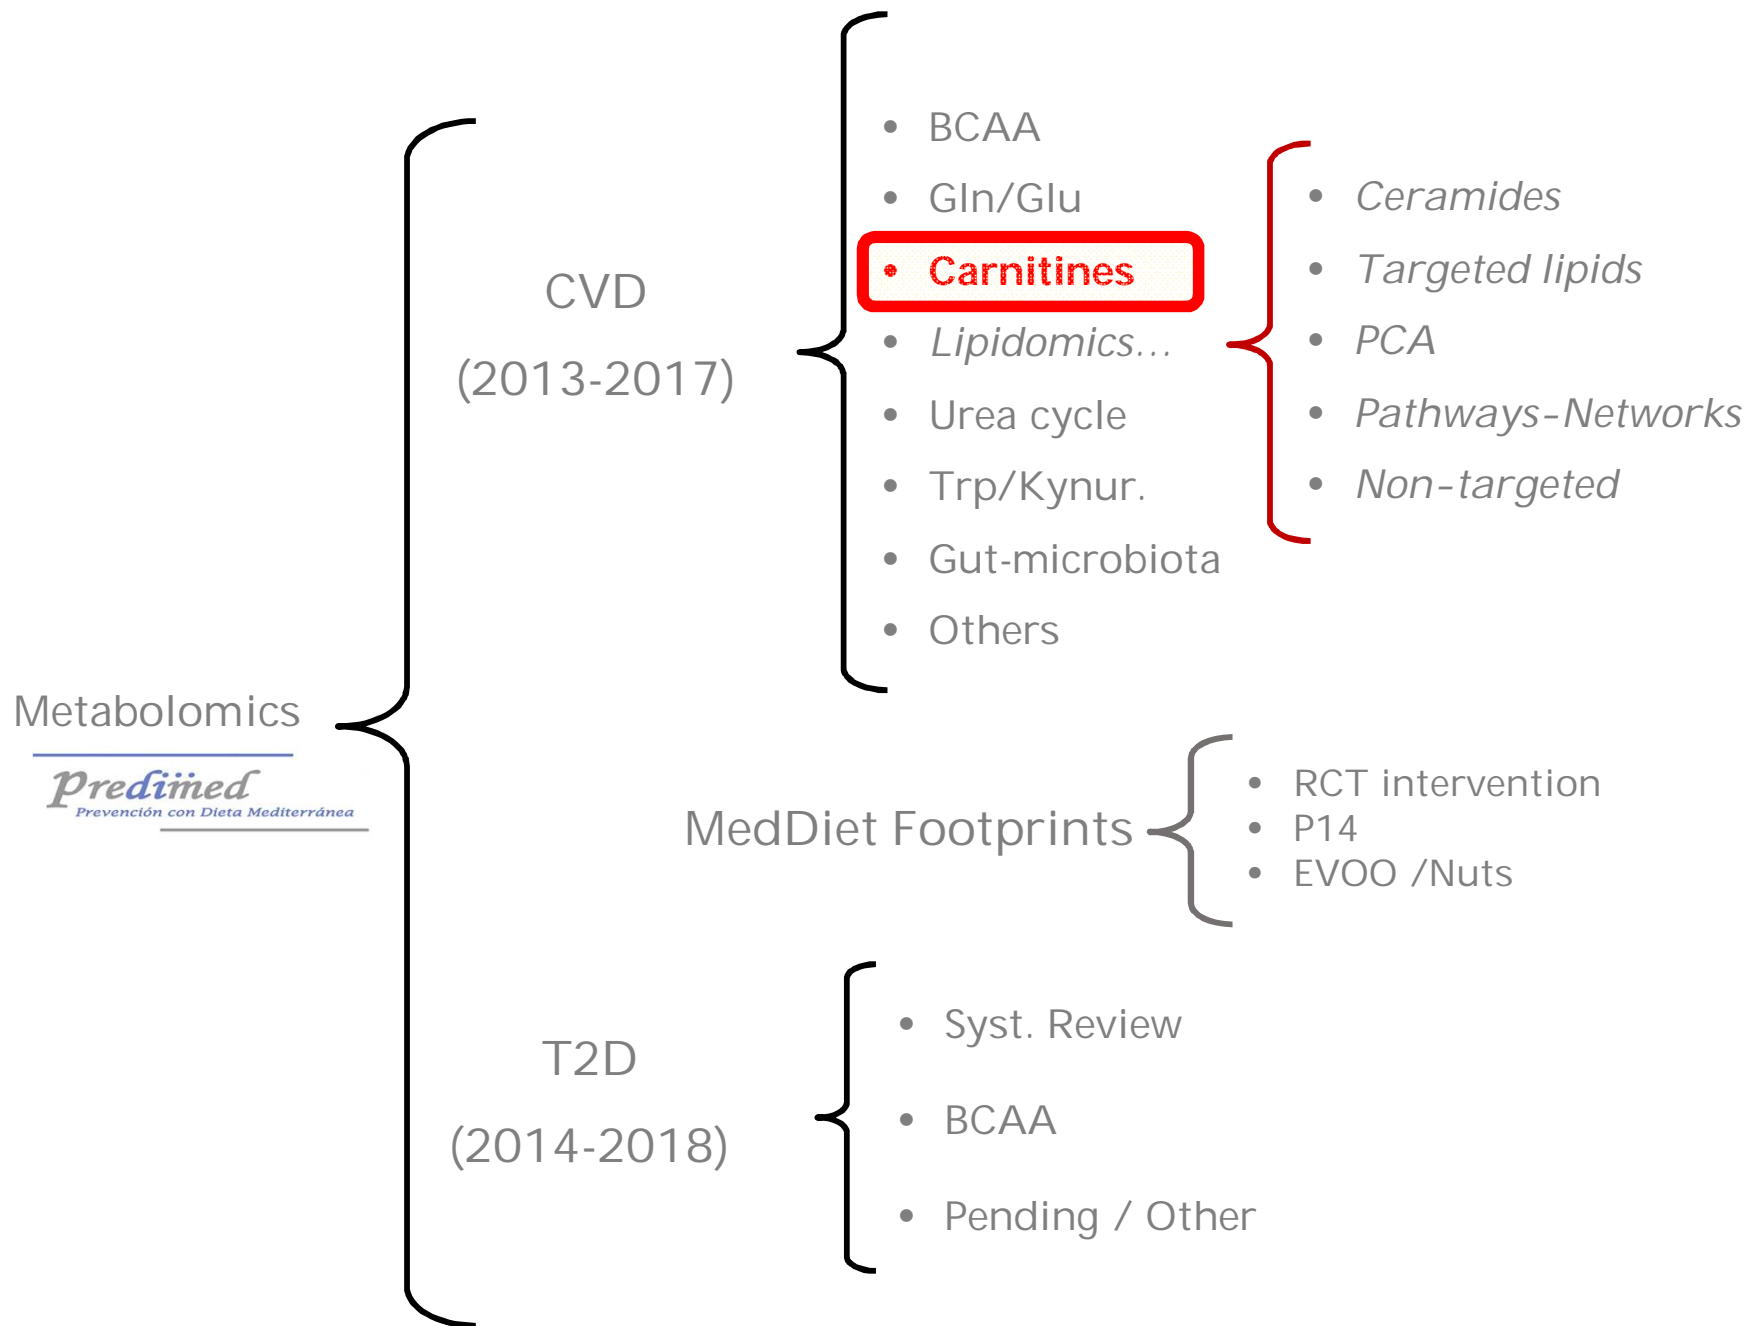 Metabolomics
Predimed
Prevención con Dieta Mediterránea
CVD
(2013-2017)
• BCAA
• Gln/Glu
• Carnitines
• Lipidomics...
• Urea cycle
• Trp/Kynur.
• Gut-microbiota
• Others
• Ceramides
• Targeted lipids
• PCA
• Pathways-Networks
• Non-targeted
MedDiet Footprints
• RCT intervention
• P14
• EVOO /Nuts
T2D
(2014-2018)
• Syst. Review
• BCAA
• Pending / Other